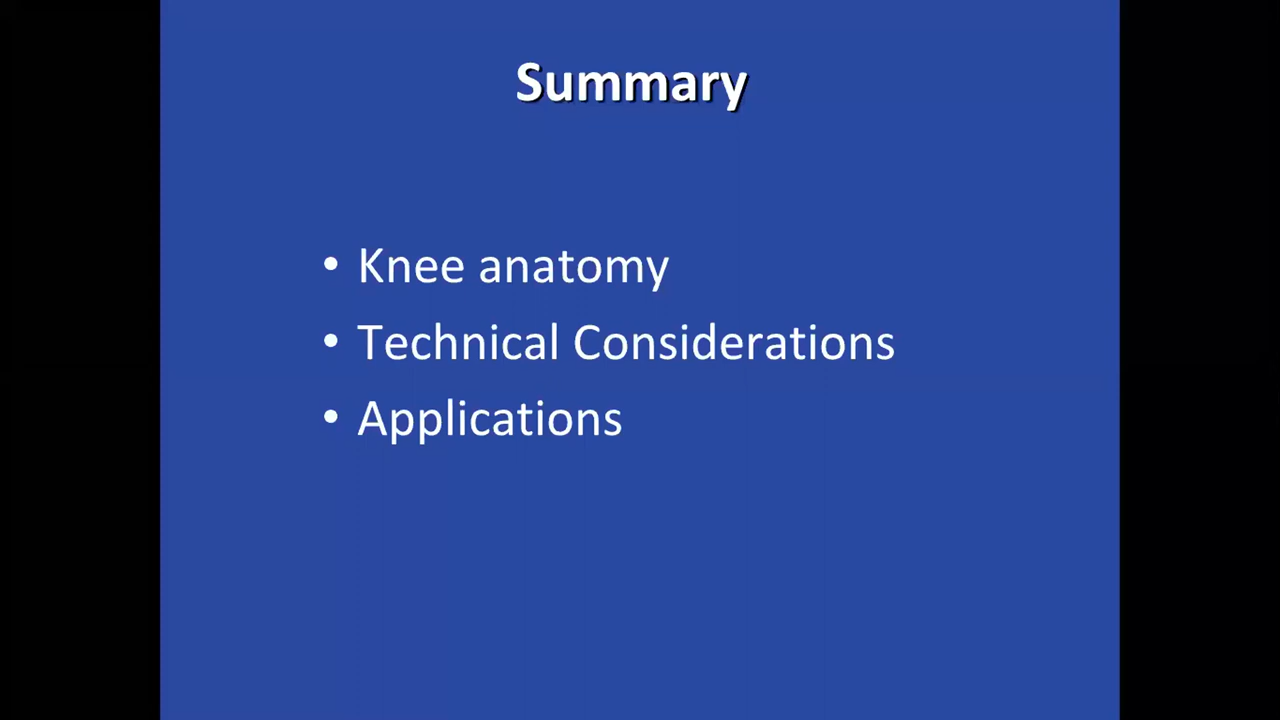 Summary
• Knee anatomy
• Technical Considerations
• Applications